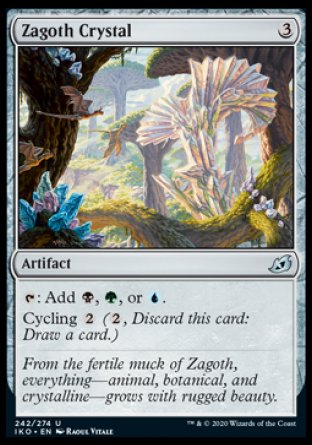 Zagoth Crystal 3
Artifact
: Add , , or .
Cycling 2 (2, Discard this card:
Draw a card.)
From the fertile muck of Zagoth,
everything—animal, botanical, and
crystalline—grows with rugged beauty.
242/274 U
IKO • EN Raoul Vitale ™ & © 2020 Wizards of the Coast